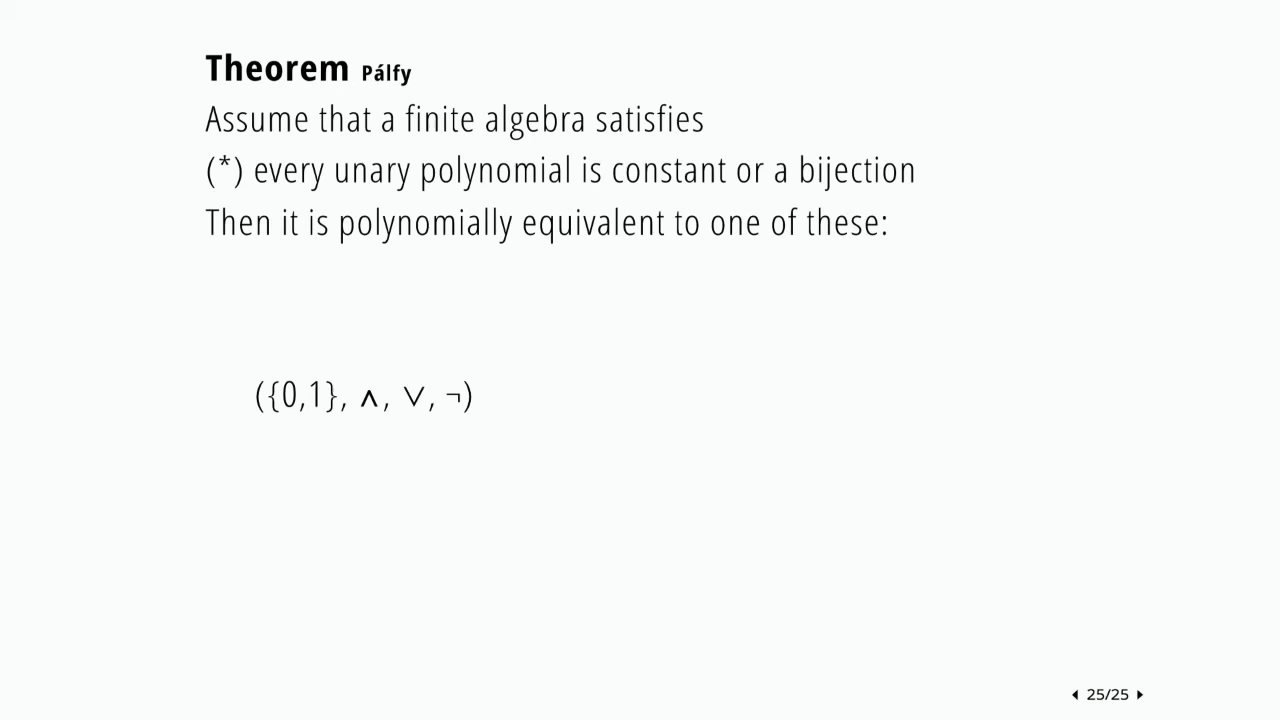 Theorem Pálfy
Assume that a finite algebra satisfies
(*) every unary polynomial is constant or a bijection
Then it is polynomially equivalent to one of these:
({0,1}, ∧, ∨, ¬)
25/25